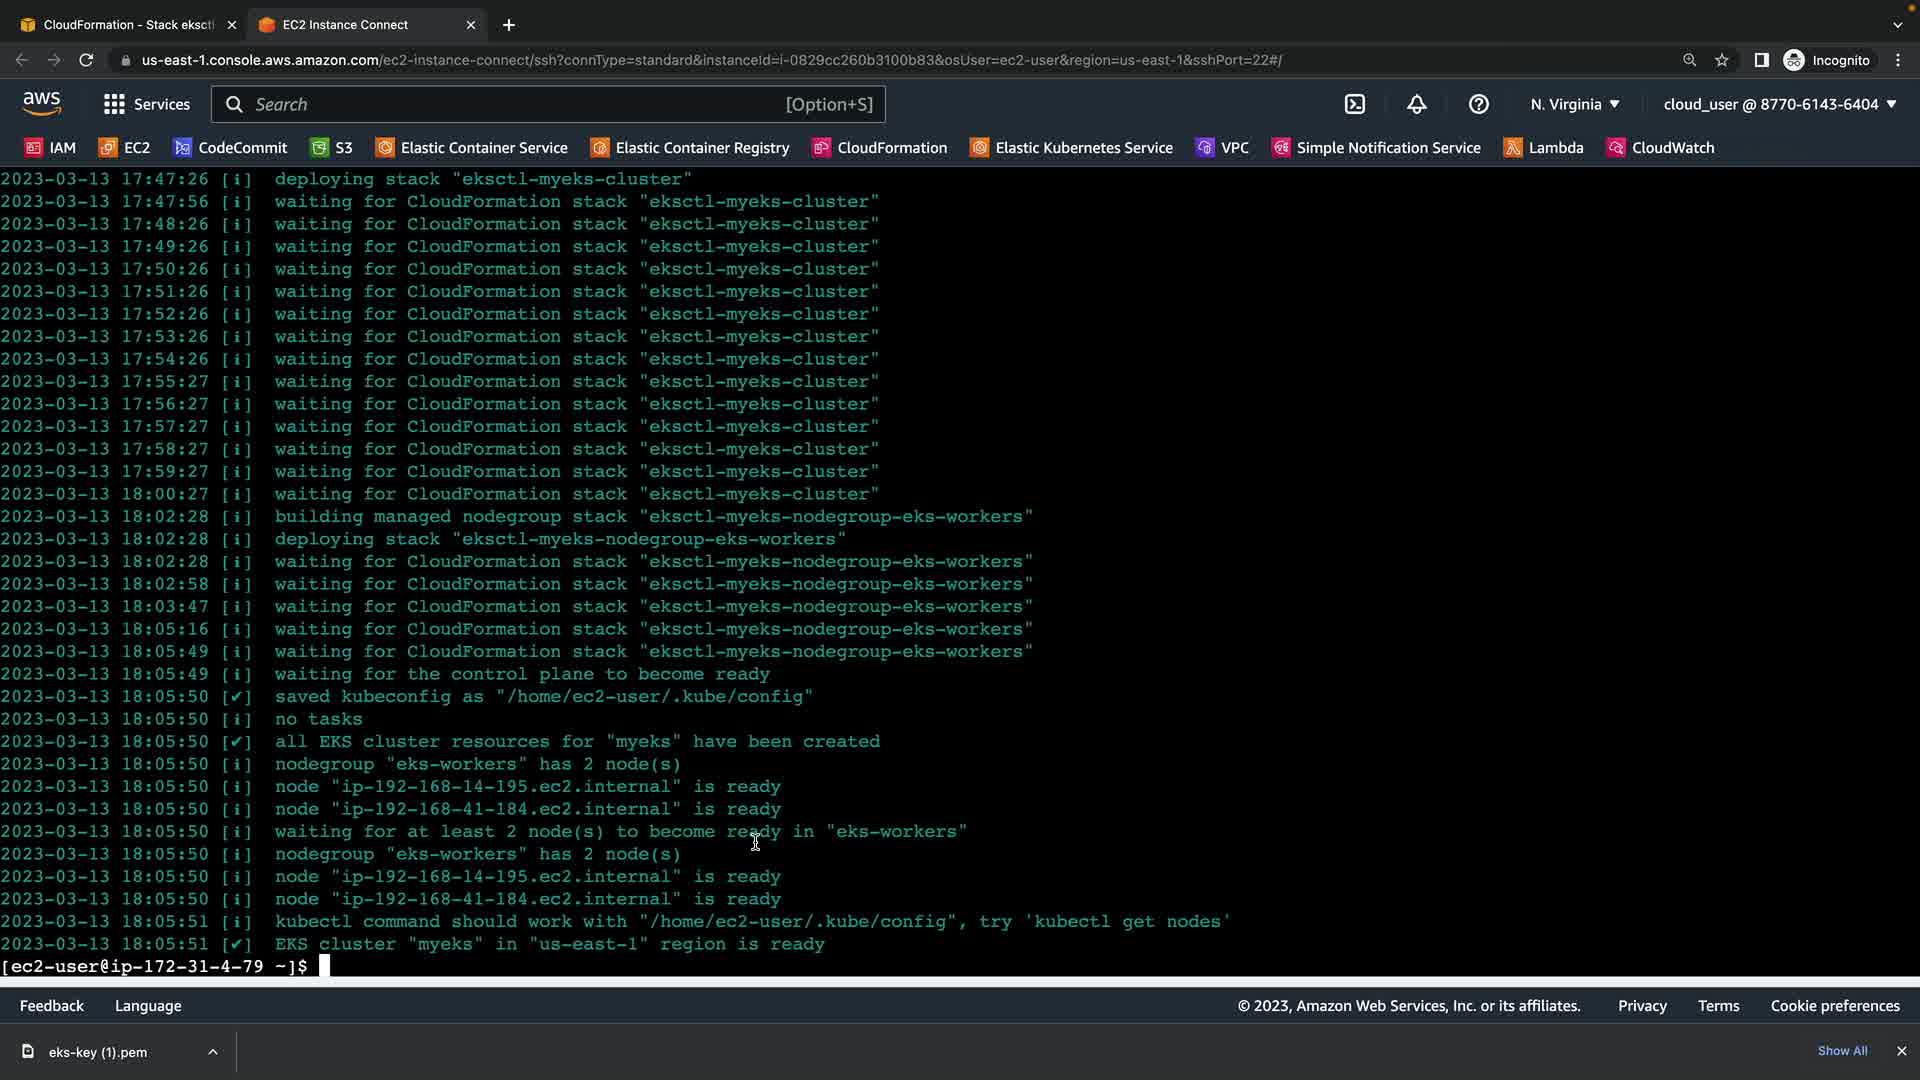 CloudFormation - Stack eksctl
EC2 Instance Connect
us-east-1.console.aws.amazon.com/ec2-instance-connect/ssh?connType=standard&instanceId=i-0829cc260b3100b83&osUser=ec2-user&region=us-east-1&sshPort=22#/
Incognito
aws
Services
Search
[Option+S]
N. Virginia
cloud_user @ 8770-6143-6404
IAM
EC2
CodeCommit
S3
Elastic Container Service
Elastic Container Registry
CloudFormation
Elastic Kubernetes Service
VPC
Simple Notification Service
Lambda
CloudWatch
2023-03-13 17:47:26 [ℹ]  deploying stack "eksctl-myeks-cluster"
2023-03-13 17:47:56 [ℹ]  waiting for CloudFormation stack "eksctl-myeks-cluster"
2023-03-13 17:48:26 [ℹ]  waiting for CloudFormation stack "eksctl-myeks-cluster"
2023-03-13 17:49:26 [ℹ]  waiting for CloudFormation stack "eksctl-myeks-cluster"
2023-03-13 17:50:26 [ℹ]  waiting for CloudFormation stack "eksctl-myeks-cluster"
2023-03-13 17:51:26 [ℹ]  waiting for CloudFormation stack "eksctl-myeks-cluster"
2023-03-13 17:52:26 [ℹ]  waiting for CloudFormation stack "eksctl-myeks-cluster"
2023-03-13 17:53:26 [ℹ]  waiting for CloudFormation stack "eksctl-myeks-cluster"
2023-03-13 17:54:26 [ℹ]  waiting for CloudFormation stack "eksctl-myeks-cluster"
2023-03-13 17:55:27 [ℹ]  waiting for CloudFormation stack "eksctl-myeks-cluster"
2023-03-13 17:56:27 [ℹ]  waiting for CloudFormation stack "eksctl-myeks-cluster"
2023-03-13 17:57:27 [ℹ]  waiting for CloudFormation stack "eksctl-myeks-cluster"
2023-03-13 17:58:27 [ℹ]  waiting for CloudFormation stack "eksctl-myeks-cluster"
2023-03-13 17:59:27 [ℹ]  waiting for CloudFormation stack "eksctl-myeks-cluster"
2023-03-13 18:00:27 [ℹ]  waiting for CloudFormation stack "eksctl-myeks-cluster"
2023-03-13 18:02:28 [ℹ]  building managed nodegroup stack "eksctl-myeks-nodegroup-eks-workers"
2023-03-13 18:02:28 [ℹ]  deploying stack "eksctl-myeks-nodegroup-eks-workers"
2023-03-13 18:02:28 [ℹ]  waiting for CloudFormation stack "eksctl-myeks-nodegroup-eks-workers"
2023-03-13 18:02:58 [ℹ]  waiting for CloudFormation stack "eksctl-myeks-nodegroup-eks-workers"
2023-03-13 18:03:47 [ℹ]  waiting for CloudFormation stack "eksctl-myeks-nodegroup-eks-workers"
2023-03-13 18:05:16 [ℹ]  waiting for CloudFormation stack "eksctl-myeks-nodegroup-eks-workers"
2023-03-13 18:05:49 [ℹ]  waiting for CloudFormation stack "eksctl-myeks-nodegroup-eks-workers"
2023-03-13 18:05:49 [ℹ]  waiting for the control plane to become ready
2023-03-13 18:05:50 [✔]  saved kubeconfig as "/home/ec2-user/.kube/config"
2023-03-13 18:05:50 [ℹ]  no tasks
2023-03-13 18:05:50 [✔]  all EKS cluster resources for "myeks" have been created
2023-03-13 18:05:50 [ℹ]  nodegroup "eks-workers" has 2 node(s)
2023-03-13 18:05:50 [ℹ]  node "ip-192-168-14-195.ec2.internal" is ready
2023-03-13 18:05:50 [ℹ]  node "ip-192-168-41-184.ec2.internal" is ready
2023-03-13 18:05:50 [ℹ]  waiting for at least 2 node(s) to become ready in "eks-workers"
2023-03-13 18:05:50 [ℹ]  nodegroup "eks-workers" has 2 node(s)
2023-03-13 18:05:50 [ℹ]  node "ip-192-168-14-195.ec2.internal" is ready
2023-03-13 18:05:50 [ℹ]  node "ip-192-168-41-184.ec2.internal" is ready
2023-03-13 18:05:51 [ℹ]  kubectl command should work with "/home/ec2-user/.kube/config", try 'kubectl get nodes'
2023-03-13 18:05:51 [✔]  EKS cluster "myeks" in "us-east-1" region is ready
[ec2-user@ip-172-31-4-79 ~]$
Feedback
Language
© 2023, Amazon Web Services, Inc. or its affiliates.
Privacy
Terms
Cookie preferences
eks-key (1).pem
Show All